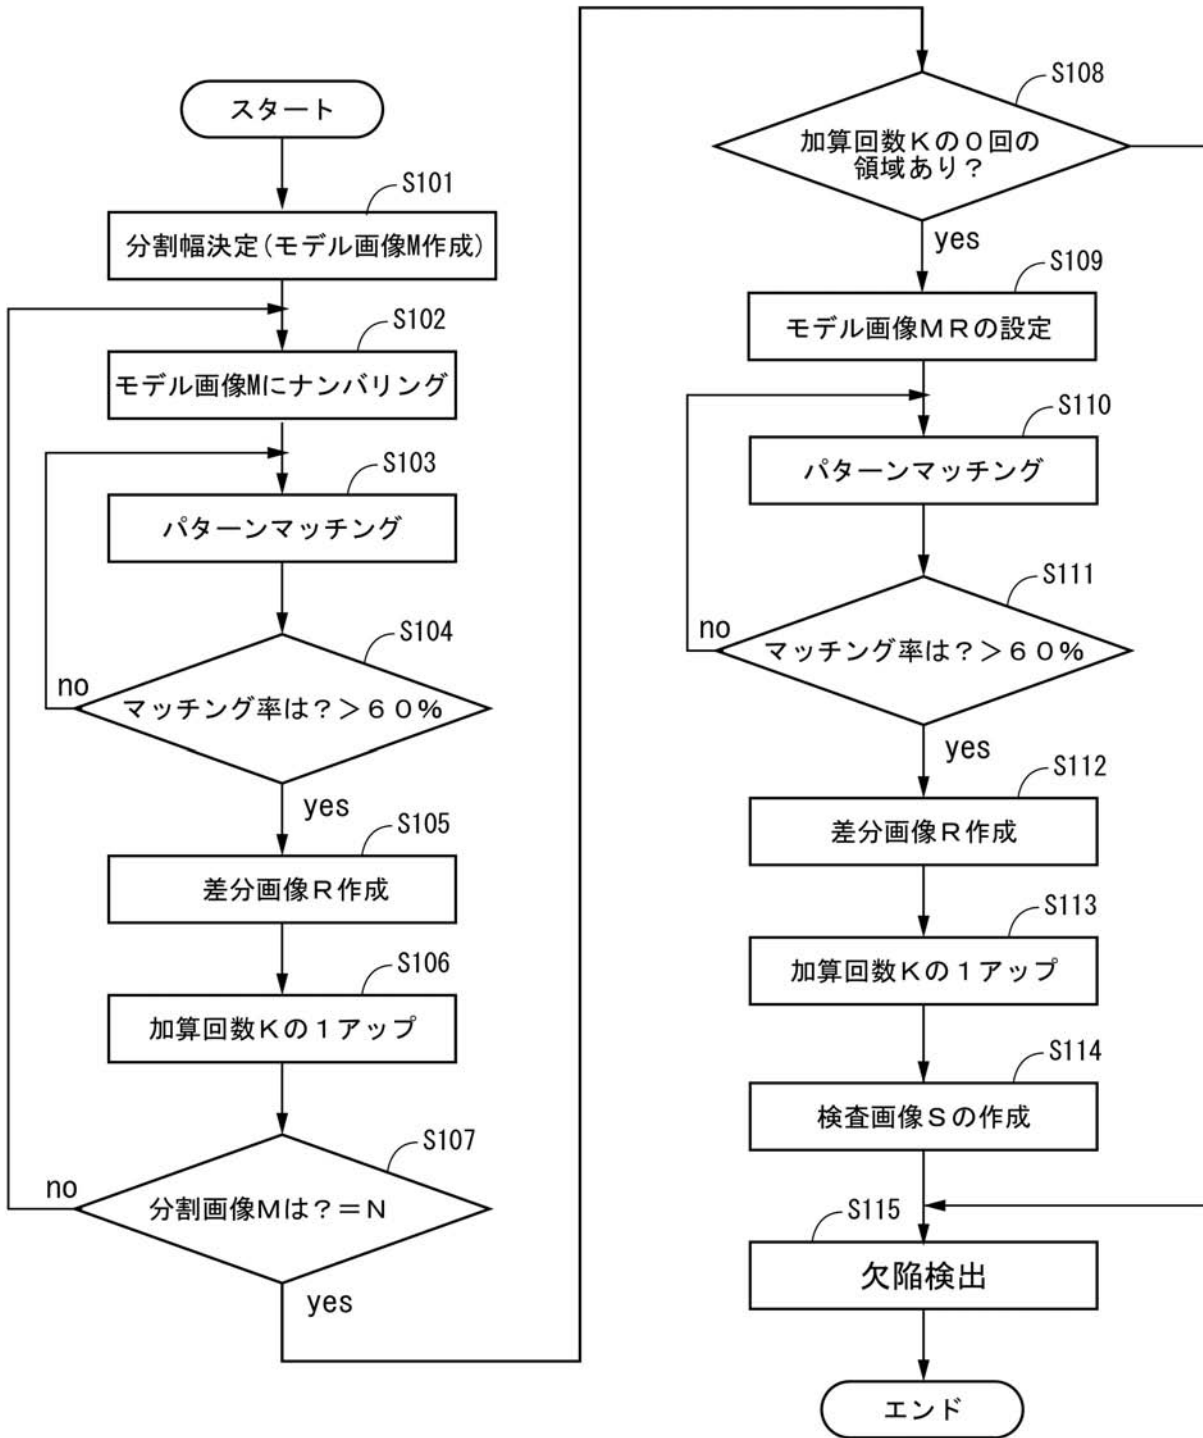 スタート
S101
分割幅決定(モデル画像M作成)
S102
モデル画像Mにナンバリング
S103
パターンマッチング
S104
マッチング率は?>60%
no
yes
S105
差分画像R作成
S106
加算回数Kの1アップ
S107
分割画像Mは?=N
no
yes
S108
加算回数Kの0回の
領域あり?
yes
S109
モデル画像MRの設定
S110
パターンマッチング
S111
マッチング率は?>60%
no
yes
S112
差分画像R作成
S113
加算回数Kの1アップ
S114
検査画像Sの作成
S115
欠陥検出
エンド